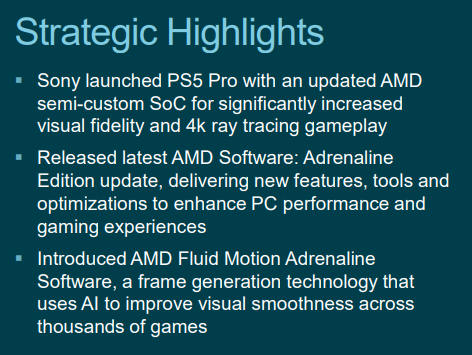 Strategic Highlights
▪ Sony launched PS5 Pro with an updated AMD
semi-custom SoC for significantly increased
visual fidelity and 4k ray tracing gameplay
▪ Released latest AMD Software: Adrenaline
Edition update, delivering new features, tools and
optimizations to enhance PC performance and
gaming experiences
▪ Introduced AMD Fluid Motion Adrenaline
Software, a frame generation technology that
uses AI to improve visual smoothness across
thousands of games